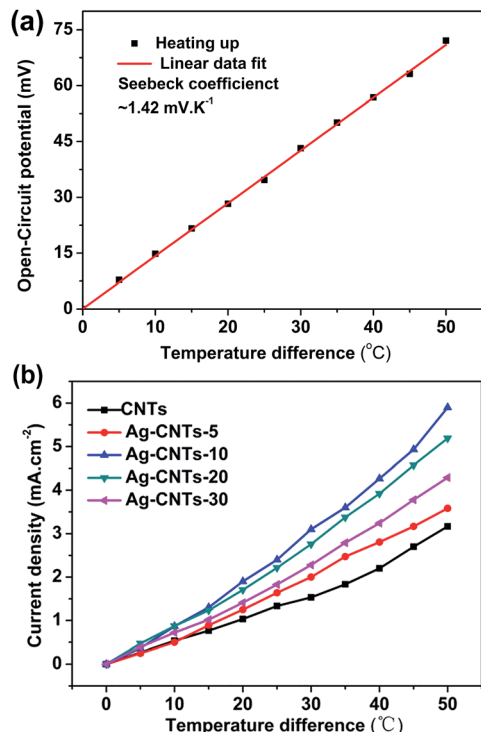 (a)
75
60
45
30
15
0
Open-Circuit potential (mV)
Heating up
Linear data fit
Seebeck coefficienct
~1.42 mV.K⁻¹
0 10 20 30 40 50
Temperature difference (°C)
(b)
6
5
4
3
2
1
0
Current density (mA.cm⁻²)
CNTs
Ag-CNTs-5
Ag-CNTs-10
Ag-CNTs-20
Ag-CNTs-30
0 10 20 30 40 50
Temperature difference (℃)